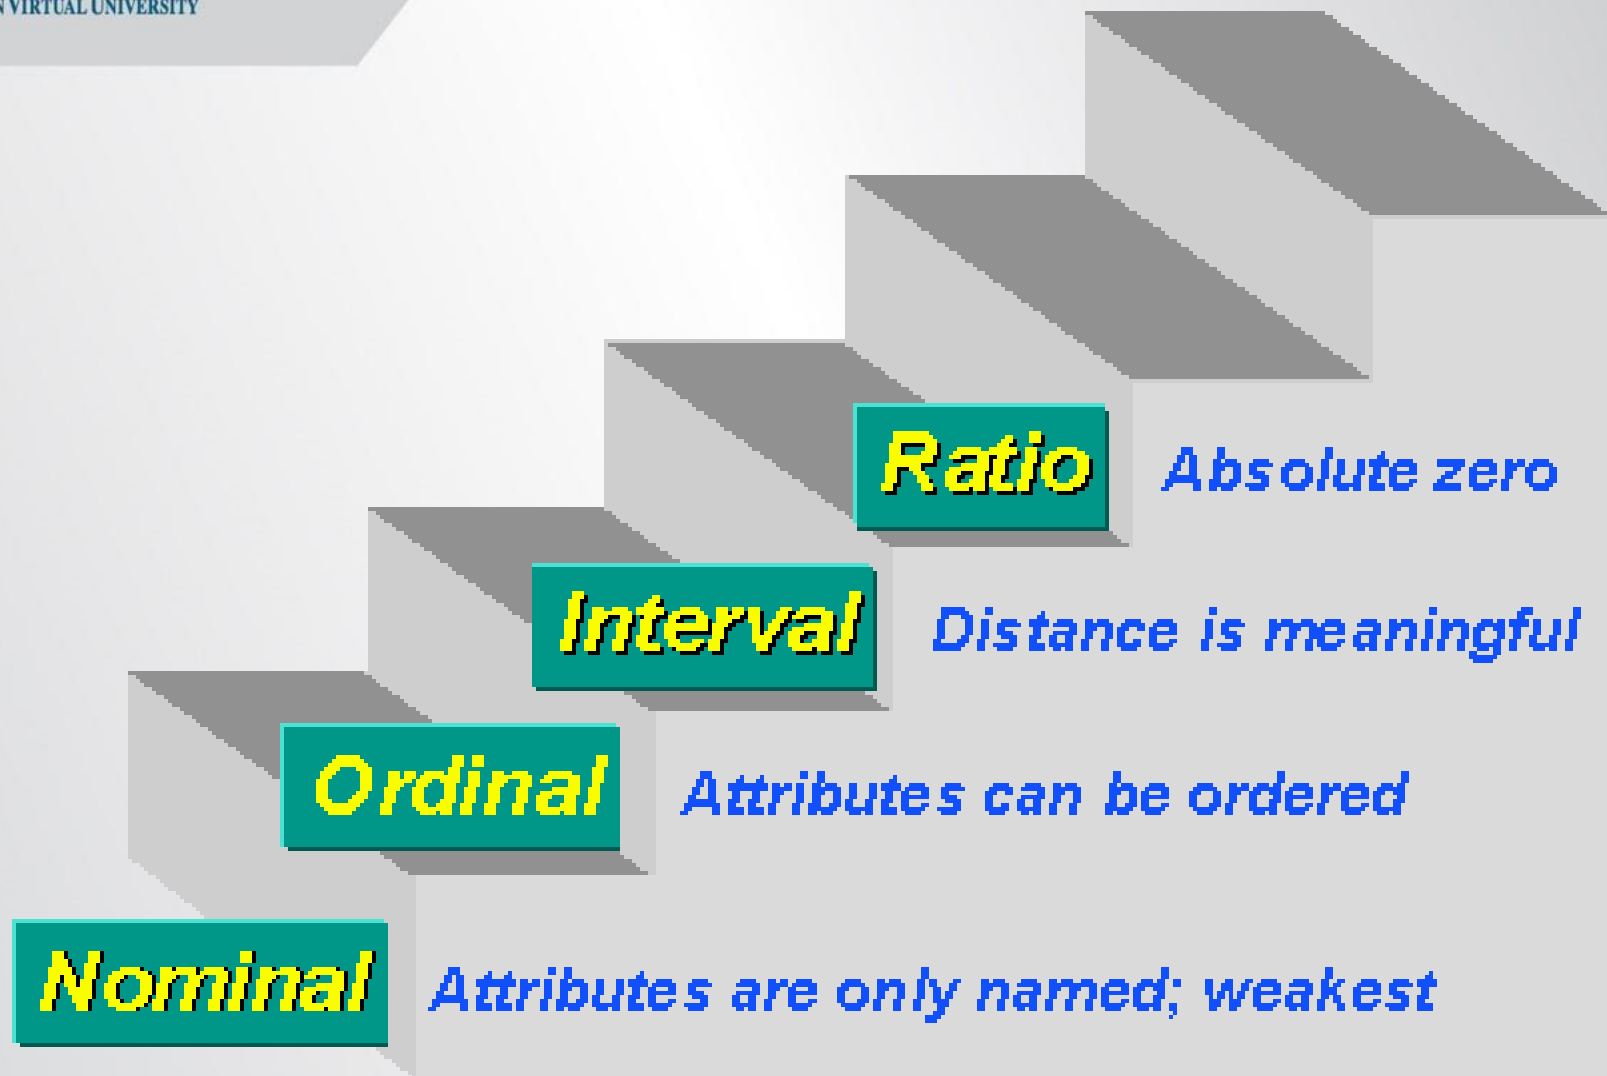 VIRTUAL UNIVERSITY
Ratio Absolute zero
Interval Distance is meaningful
Ordinal Attributes can be ordered
Nominal Attributes are only named; weakest